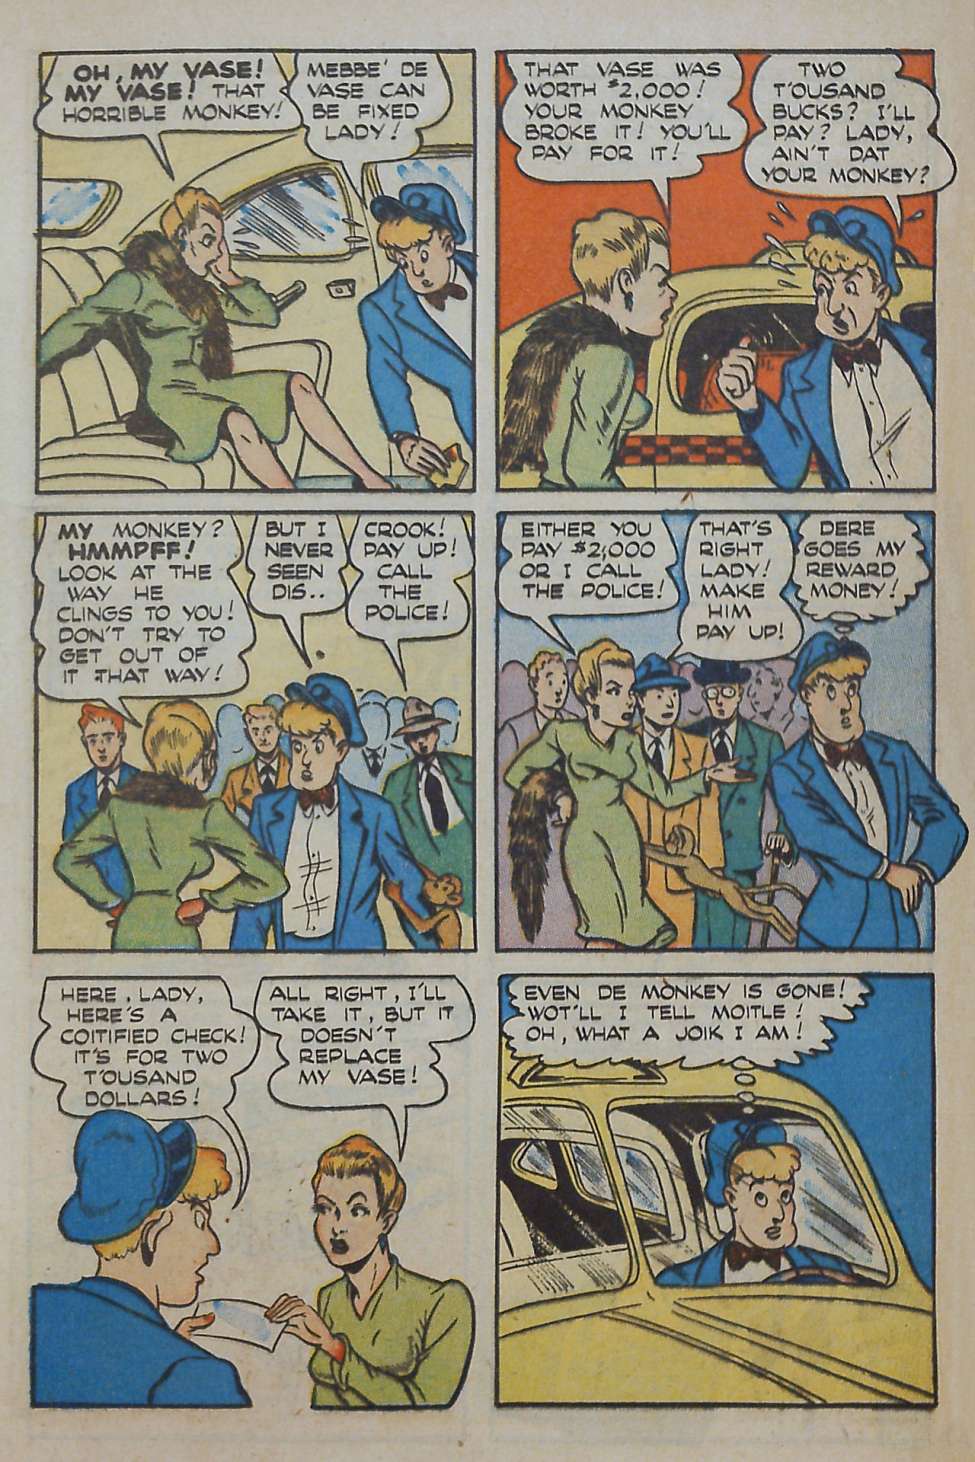 OH, MY VASE!
MY VASE! THAT
HORRIBLE MONKEY!
MEBBE' DE
VASE CAN
BE FIXED
LADY!
THAT VASE WAS
WORTH $2,000!
YOUR MONKEY
BROKE IT! YOU'LL
PAY FOR IT!
TWO
T'OUSAND
BUCKS? I'LL
PAY? LADY,
AIN'T DAT
YOUR MONKEY?
MY MONKEY?
HMMPFF!
LOOK AT THE
WAY HE
CLINGS TO YOU!
DON'T TRY TO
GET OUT OF
IT THAT WAY!
BUT I
NEVER
SEEN
DIS..
CROOK!
PAY UP!
CALL
THE
POLICE!
EITHER YOU
PAY $2,000
OR I CALL
THE POLICE!
THAT'S
RIGHT
LADY!
MAKE
HIM
PAY UP!
DERE
GOES MY
REWARD
MONEY!
HERE, LADY,
HERE'S A
COITIFIED CHECK!
IT'S FOR TWO
T'OUSAND
DOLLARS!
ALL RIGHT, I'LL
TAKE IT, BUT IT
DOESN'T
REPLACE
MY VASE!
EVEN DE MONKEY IS GONE!
WOT'LL I TELL MOITLE!
OH, WHAT A JOIK I AM!